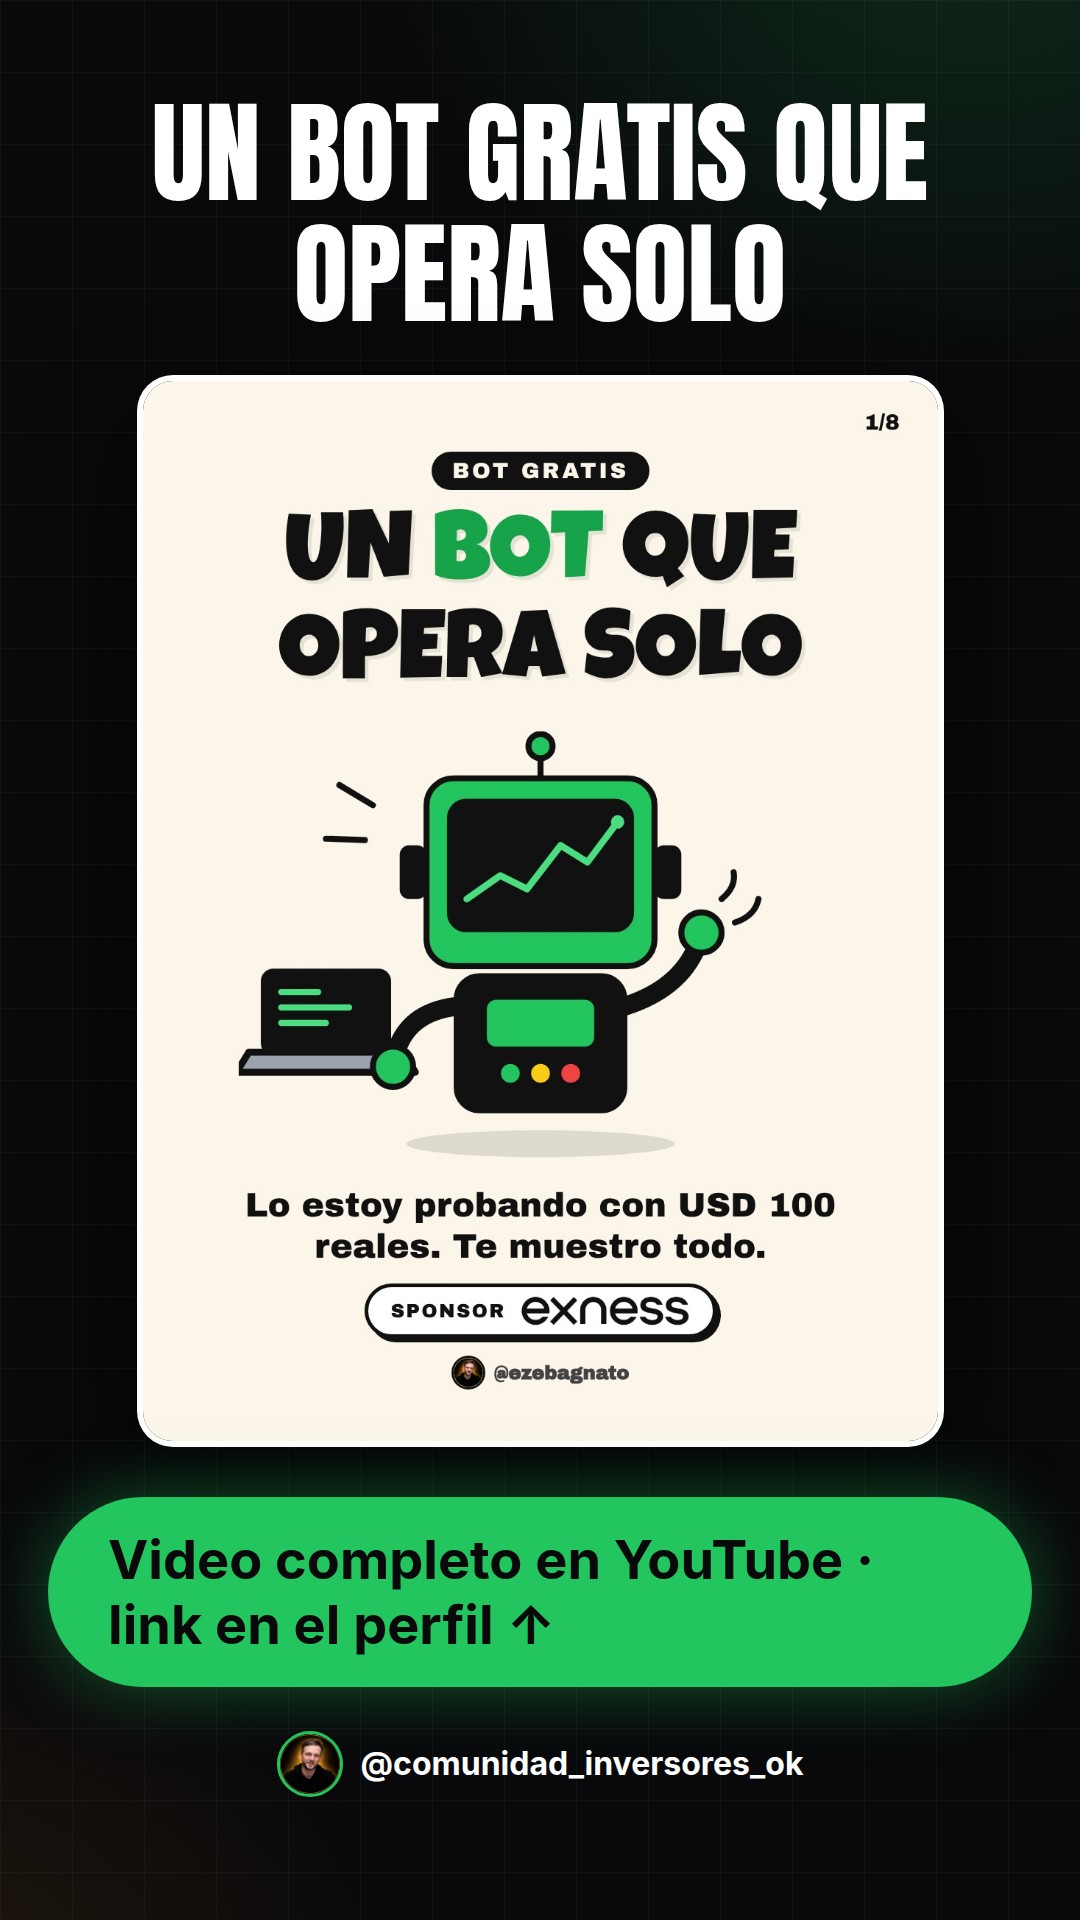 UN BOT GRATIS QUE
OPERA SOLO
1/8
BOT GRATIS
UN BOT QUE
OPERA SOLO
Lo estoy probando con USD 100
reales. Te muestro todo.
SPONSOR exness
@ezebagnato
Video completo en YouTube ·
link en el perfil ↑
@comunidad_inversores_ok